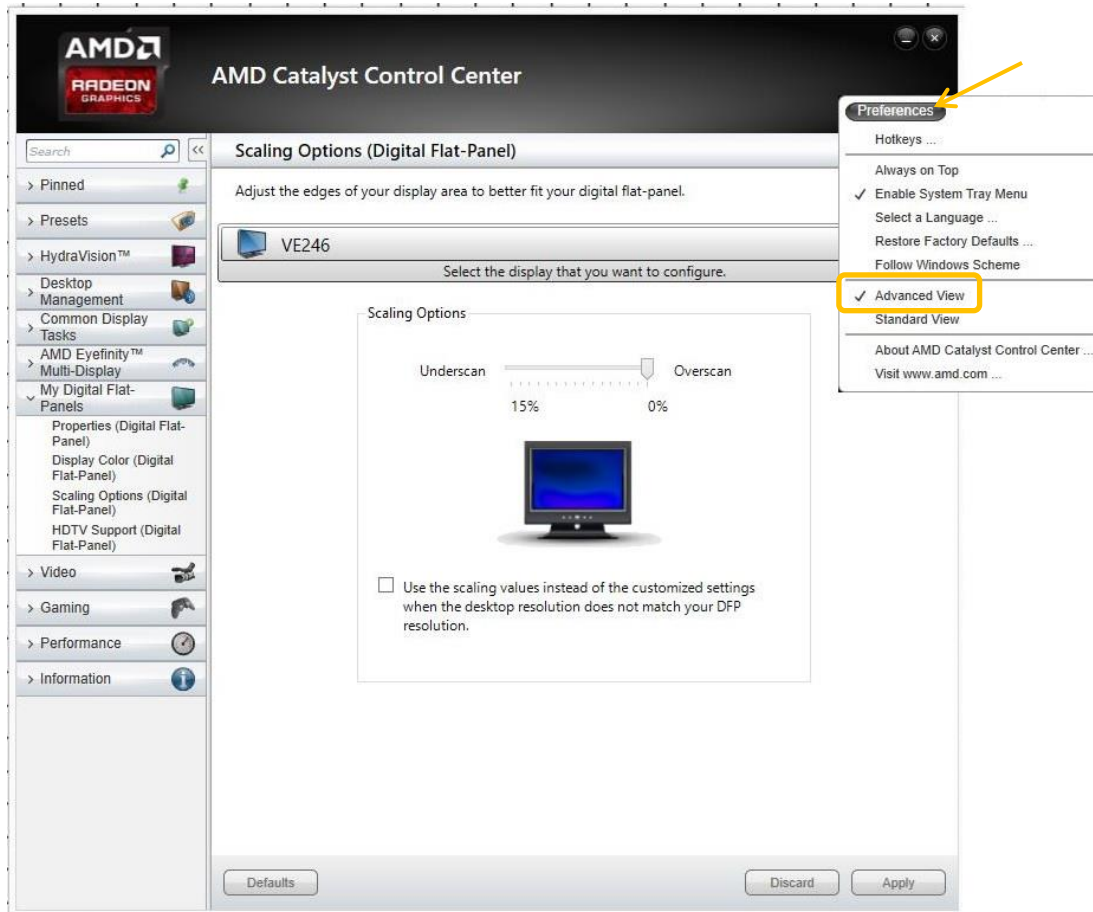 AMD
RADEON
GRAPHICS
AMD Catalyst Control Center
Preferences
Hotkeys ...
Always on Top
✓ Enable System Tray Menu
Select a Language ...
Restore Factory Defaults ...
Follow Windows Scheme
✓ Advanced View
Standard View
About AMD Catalyst Control Center ...
Visit www.amd.com ...
Search
<<
> Pinned
> Presets
> HydraVision™
> Desktop
Management
> Common Display
Tasks
> AMD Eyefinity™
Multi-Display
My Digital Flat-
Panels
Properties (Digital Flat-
Panel)
Display Color (Digital
Flat-Panel)
Scaling Options (Digital
Flat-Panel)
HDTV Support (Digital
Flat-Panel)
> Video
> Gaming
> Performance
> Information
Scaling Options (Digital Flat-Panel)
Adjust the edges of your display area to better fit your digital flat-panel.
VE246
Select the display that you want to configure.
Scaling Options
Underscan Overscan
15% 0%
Use the scaling values instead of the customized settings
when the desktop resolution does not match your DFP
resolution.
Defaults Discard Apply